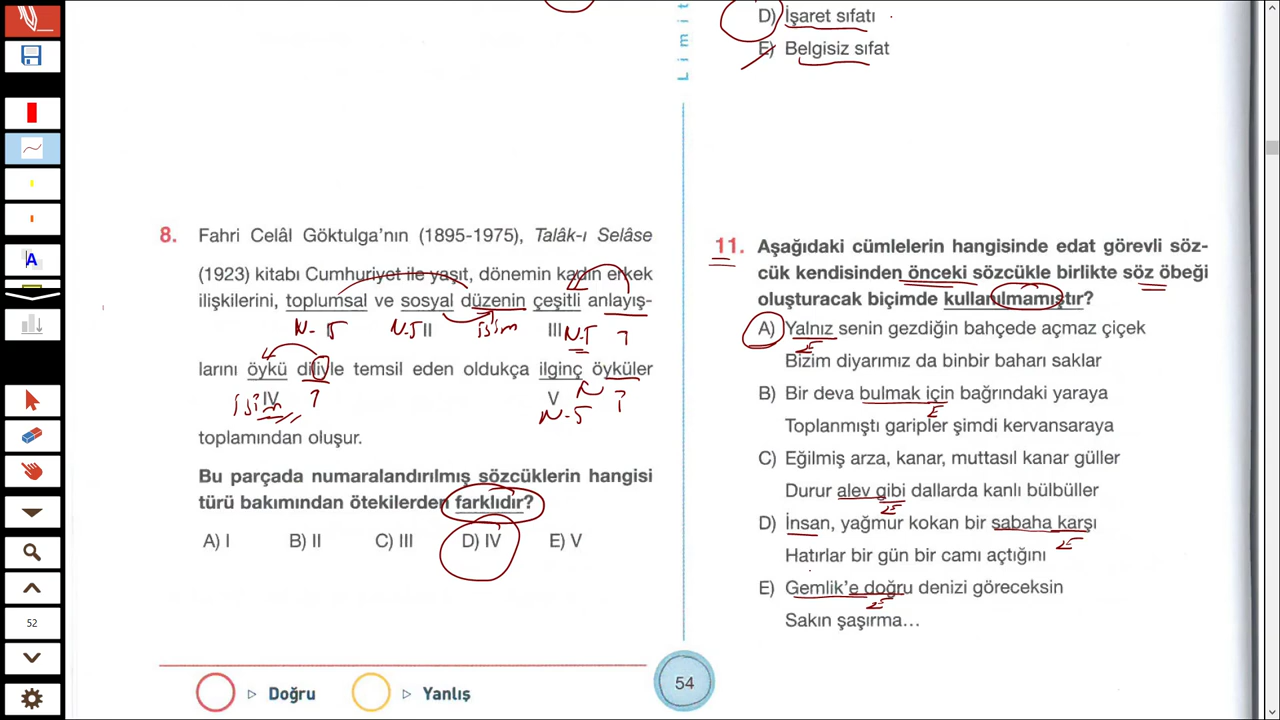 D) İşaret sıfatı
E) Belgisiz sıfat
Limit
8. Fahri Celâl Göktulga'nın (1895-1975), Talâk-ı Selâse
(1923) kitabı Cumhuriyet ile yaşıt, dönemin kadın erkek
ilişkilerini, toplumsal ve sosyal düzenin çeşitli anlayış-
N-S N-S II isim III N-S ?
larını öykü diliyle temsil eden oldukça ilginç öyküler
isim IV ? V N ?
N-S
toplamından oluşur.
Bu parçada numaralandırılmış sözcüklerin hangisi
türü bakımından ötekilerden farklıdır?
A) I B) II C) III D) IV E) V
11. Aşağıdaki cümlelerin hangisinde edat görevli söz-
cük kendisinden önceki sözcükle birlikte söz öbeği
oluşturacak biçimde kullanılmamıştır?
A) Yalnız senin gezdiğin bahçede açmaz çiçek
Bizim diyarımız da binbir baharı saklar
B) Bir deva bulmak için bağrındaki yaraya
E
Toplanmıştı garipler şimdi kervansaraya
C) Eğilmiş arza, kanar, muttasıl kanar güller
Durur alev gibi dallarda kanlı bülbüller
D) İnsan, yağmur kokan bir sabaha karşı
Hatırlar bir gün bir camı açtığını
E) Gemlik'e doğru denizi göreceksin
Sakın şaşırma...
Doğru Yanlış
54
A
52